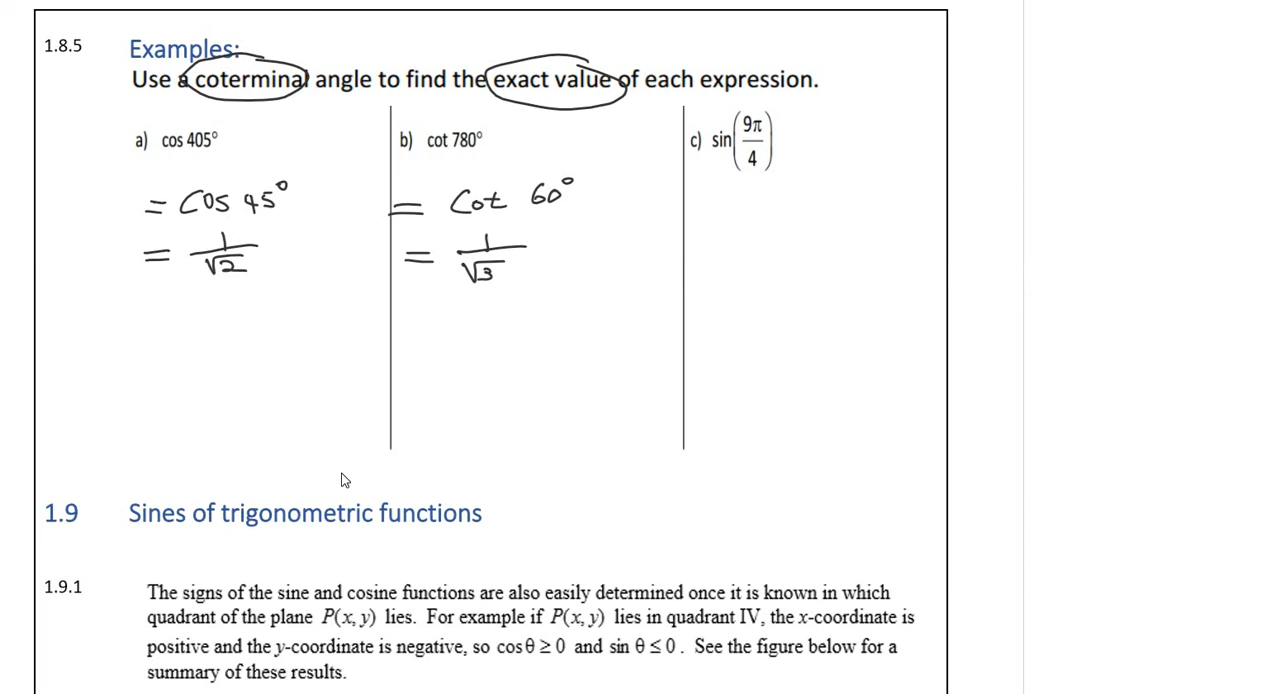 1.8.5 Examples:
Use a coterminal angle to find the exact value of each expression.
a) cos 405°
= Cos 45°
= 1/√2
b) cot 780°
= Cot 60°
= 1/√3
c) sin(9π/4)
1.9 Sines of trigonometric functions
1.9.1 The signs of the sine and cosine functions are also easily determined once it is known in which
quadrant of the plane P(x, y) lies. For example if P(x, y) lies in quadrant IV, the x-coordinate is
positive and the y-coordinate is negative, so cos θ ≥ 0 and sin θ ≤ 0. See the figure below for a
summary of these results.